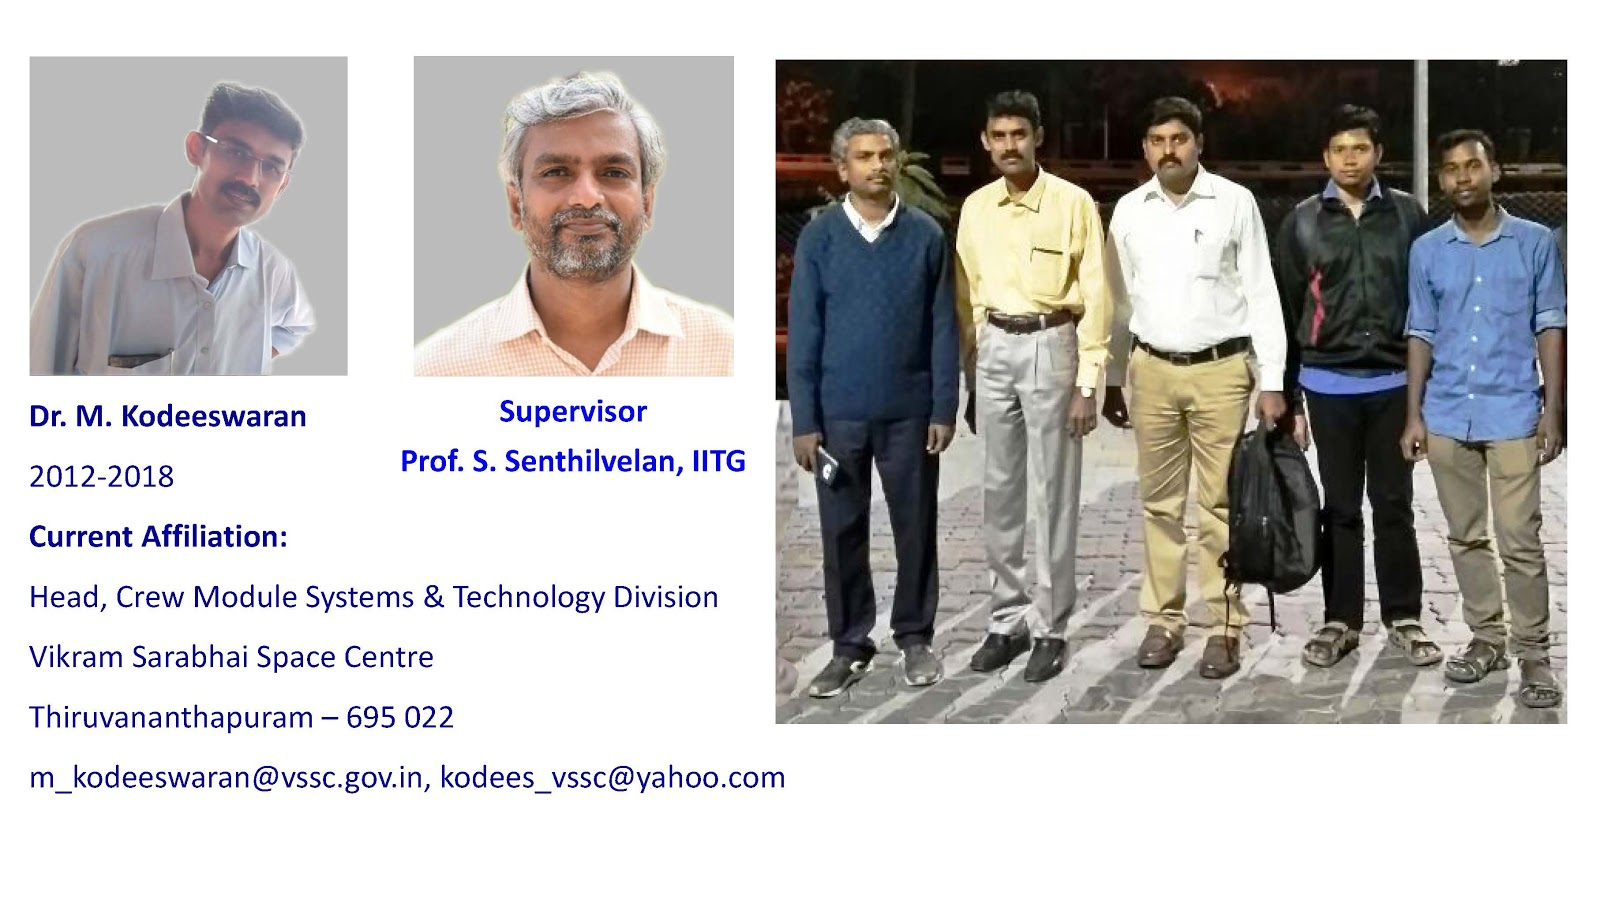 Dr. M. Kodeeswaran
2012-2018
Current Affiliation:
Head, Crew Module Systems & Technology Division
Vikram Sarabhai Space Centre
Thiruvananthapuram – 695 022
m_kodeeswaran@vssc.gov.in, kodees_vssc@yahoo.com
Supervisor
Prof. S. Senthilvelan, IITG